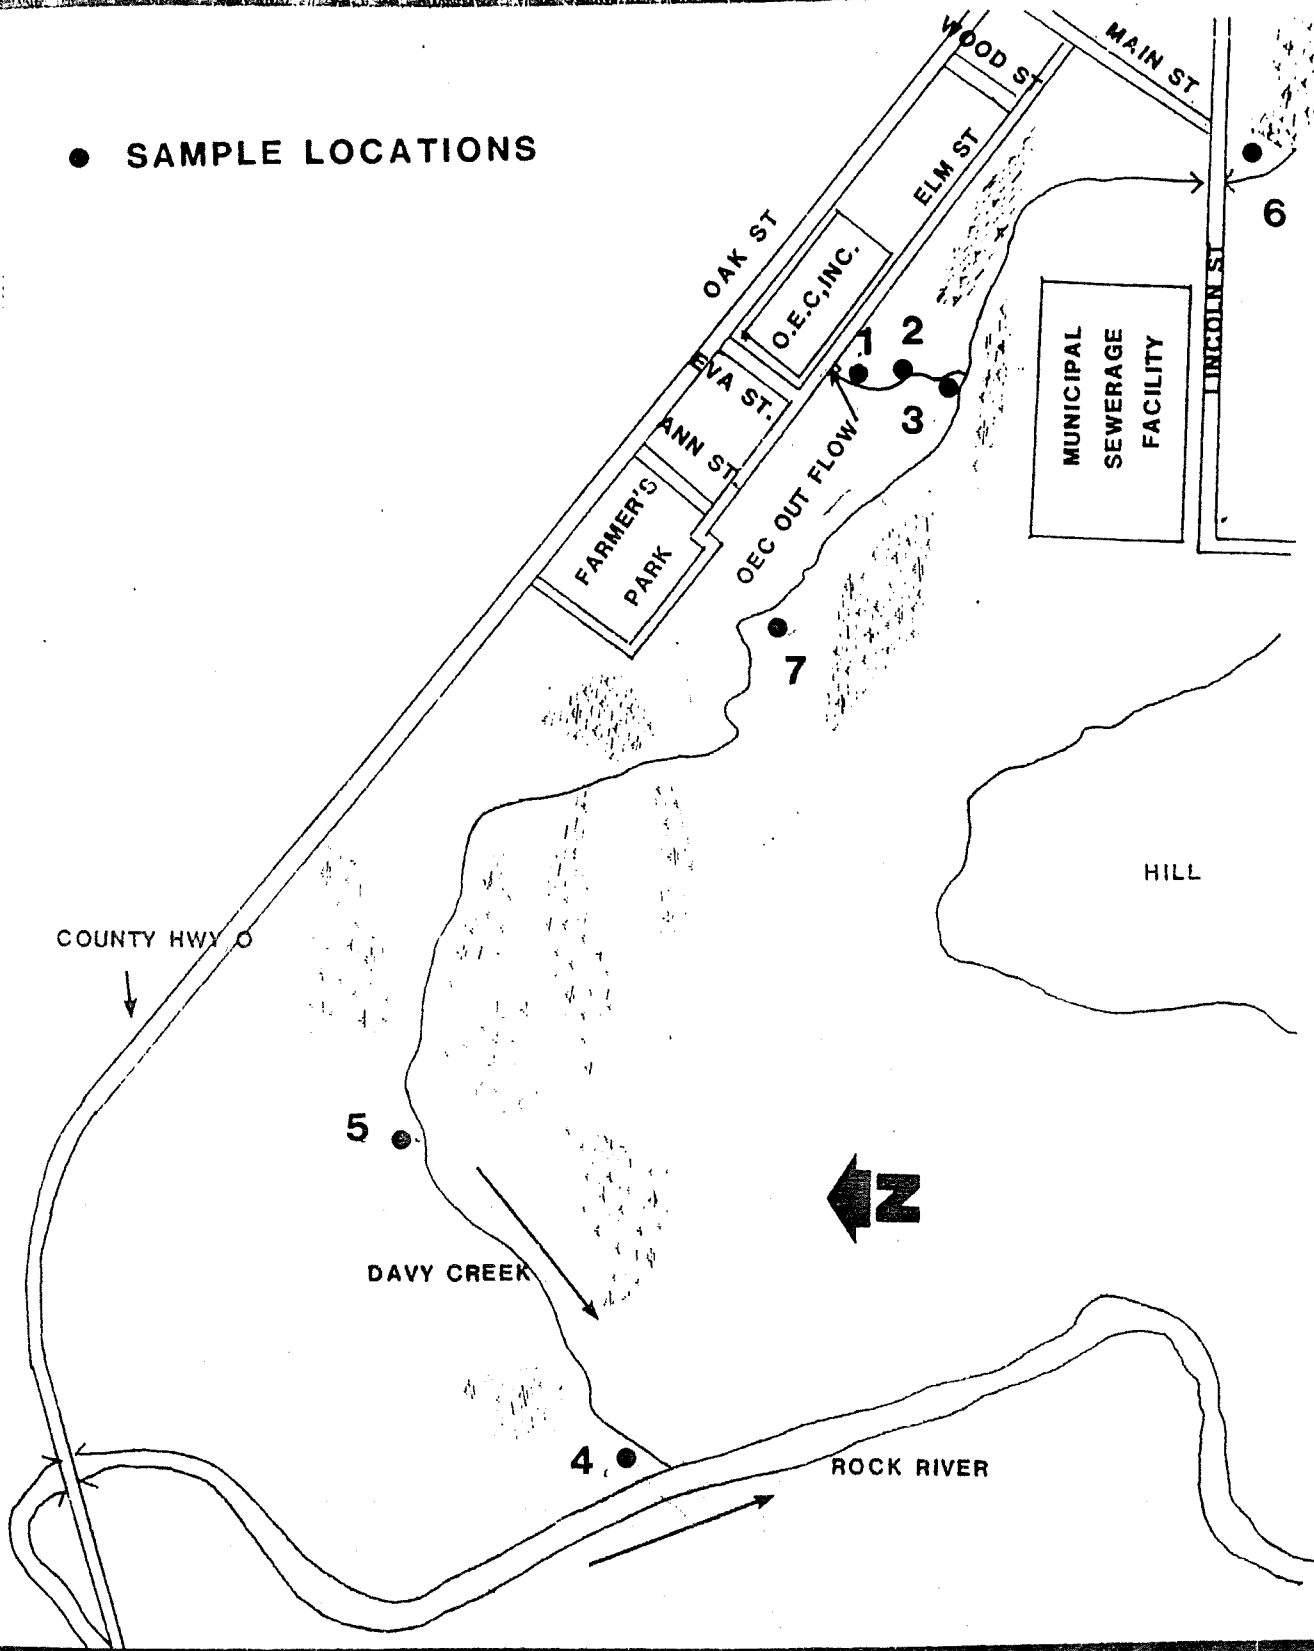 WOOD ST
MAIN ST
SAMPLE LOCATIONS
ELM ST
6
OAK ST
O.E.C,INC.
LINCOLN ST
1
2
EVA ST.
3
MUNICIPAL
SEWERAGE
FACILITY
ANN ST.
OEC OUT FLOW
FARMER'S
PARK
7
HILL
COUNTY HWY O
5
N
DAVY CREEK
4
ROCK RIVER